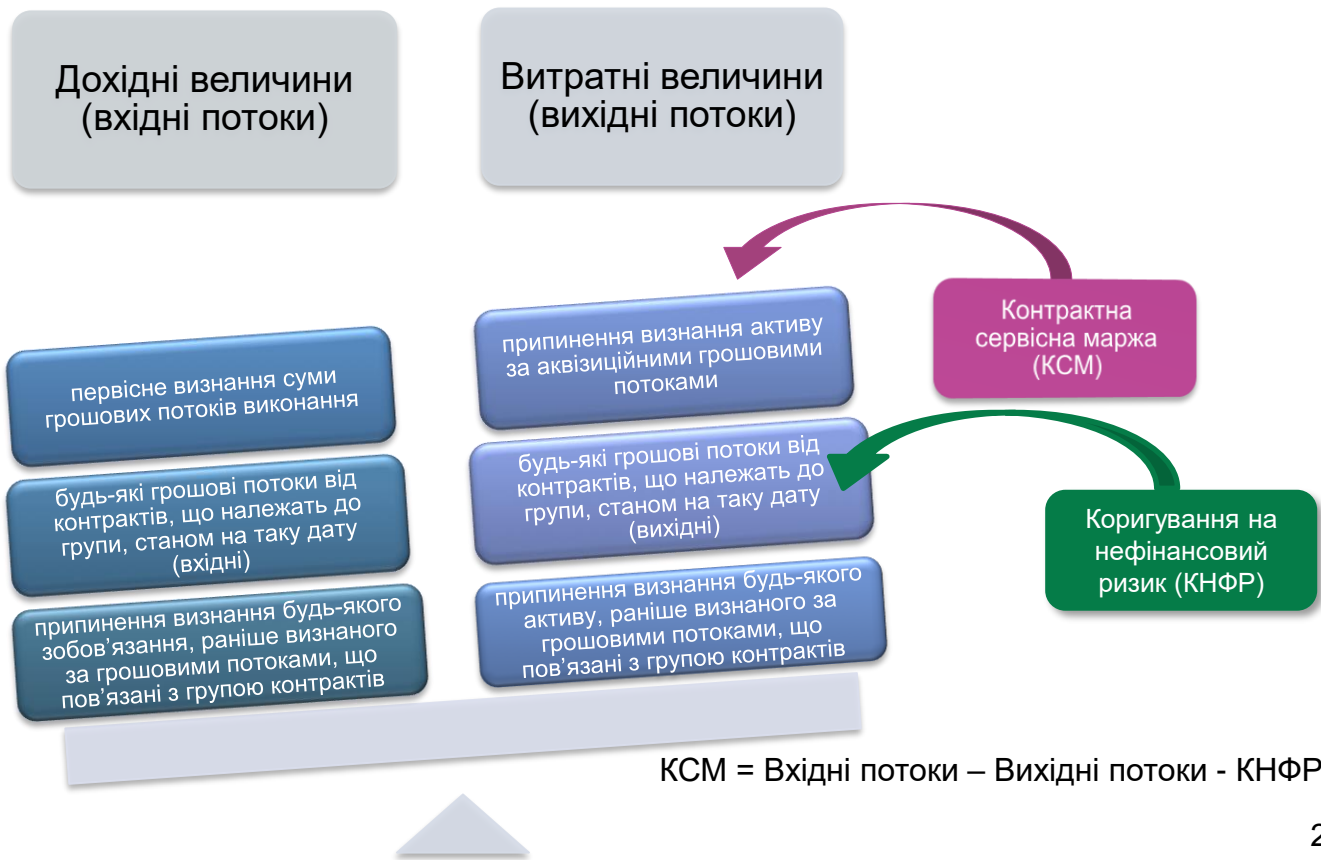 Дохідні величини
(вхідні потоки)
Витратні величини
(вихідні потоки)
первісне визнання суми
грошових потоків виконання
будь-які грошові потоки від
контрактів, що належать до
групи, станом на таку дату
(вхідні)
припинення визнання будь-якого
зобов’язання, раніше визнаного
за грошовими потоками, що
пов’язані з групою контрактів
припинення визнання активу
за аквізиційними грошовими
потоками
будь-які грошові потоки від
контрактів, що належать до
групи, станом на таку дату
(вихідні)
припинення визнання будь-якого
активу, раніше визнаного за
грошовими потоками, що
пов’язані з групою контрактів
Контрактна
сервісна маржа
(КСМ)
Коригування на
нефінансовий
ризик (КНФР)
КСМ = Вхідні потоки – Вихідні потоки - КНФР
2